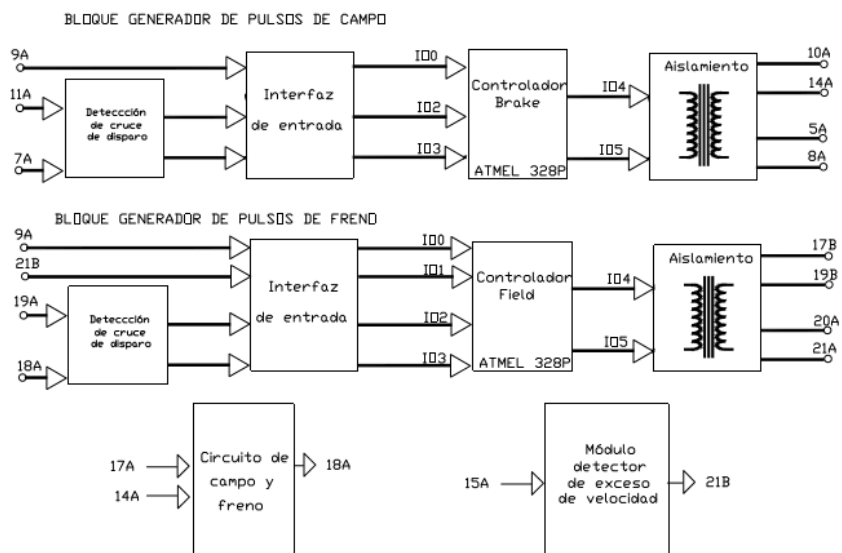 BLOQUE GENERADOR DE PULSOS DE CAMPO
9A
11A
7A
Deteccción
de cruce
de disparo
Interfaz
de entrada
IO0
IO2
IO3
Controlador
Brake
ATMEL 328P
IO4
IO5
Aislamiento
10A
14A
5A
8A
BLOQUE GENERADOR DE PULSOS DE FRENO
9A
21B
19A
18A
Deteccción
de cruce
de disparo
Interfaz
de entrada
IO0
IO1
IO2
IO3
Controlador
Field
ATMEL 328P
IO4
IO5
Aislamiento
17B
19B
20A
21A
17A
14A
Circuito de
campo y
freno
18A
15A
Módulo
detector
de exceso
de velocidad
21B